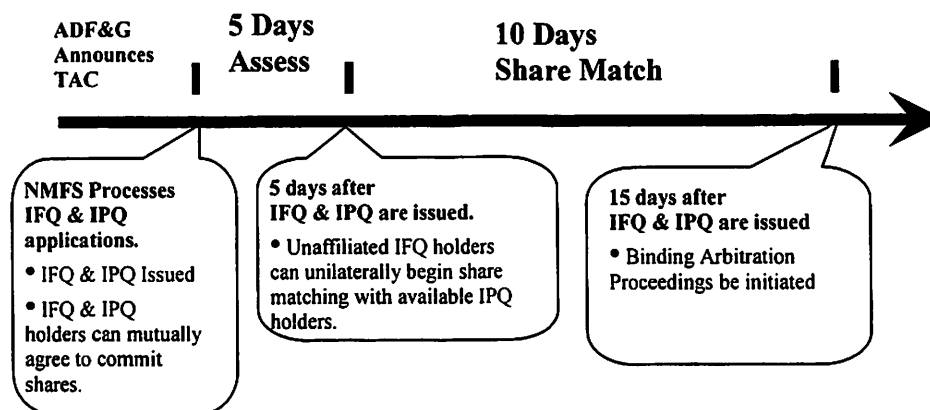 ADF&G
Announces
TAC
5 Days
Assess
10 Days
Share Match
NMFS Processes
IFQ & IPQ
applications.
• IFQ & IPQ Issued
• IFQ & IPQ
holders can mutually
agree to commit
shares.
5 days after
IFQ & IPQ are issued.
• Unaffiliated IFQ holders
can unilaterally begin share
matching with available IPQ
holders.
15 days after
IFQ & IPQ are issued
• Binding Arbitration
Proceedings be initiated